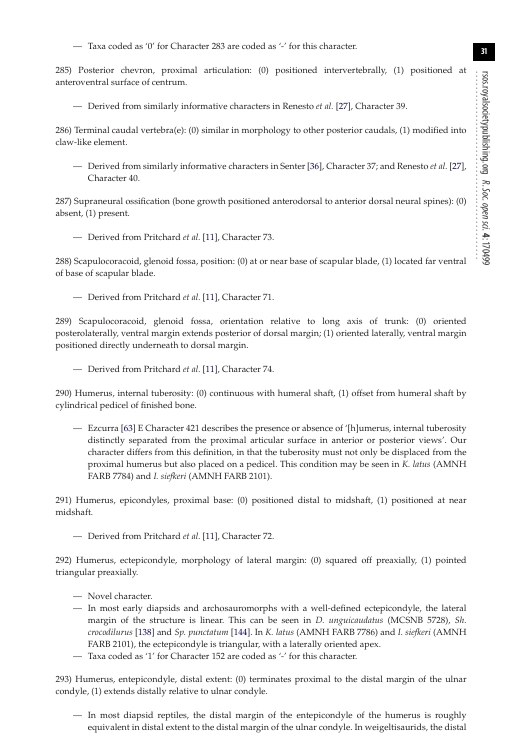 — Taxa coded as ‘0’ for Character 283 are coded as ‘-’ for this character.
285) Posterior chevron, proximal articulation: (0) positioned intervertebrally, (1) positioned at
anteroventral surface of centrum.
— Derived from similarly informative characters in Renesto et al. [27], Character 39.
286) Terminal caudal vertebra(e): (0) similar in morphology to other posterior caudals, (1) modified into
claw-like element.
— Derived from similarly informative characters in Senter [36], Character 37; and Renesto et al. [27],
Character 40.
287) Supraneural ossification (bone growth positioned anterodorsal to anterior dorsal neural spines): (0)
absent, (1) present.
— Derived from Pritchard et al. [11], Character 73.
288) Scapulocoracoid, glenoid fossa, position: (0) at or near base of scapular blade, (1) located far ventral
of base of scapular blade.
— Derived from Pritchard et al. [11], Character 71.
289) Scapulocoracoid, glenoid fossa, orientation relative to long axis of trunk: (0) oriented
posterolaterally, ventral margin extends posterior of dorsal margin; (1) oriented laterally, ventral margin
positioned directly underneath to dorsal margin.
— Derived from Pritchard et al. [11], Character 74.
290) Humerus, internal tuberosity: (0) continuous with humeral shaft, (1) offset from humeral shaft by
cylindrical pedicel of finished bone.
— Ezcurra [63] E Character 421 describes the presence or absence of ‘[h]umerus, internal tuberosity
distinctly separated from the proximal articular surface in anterior or posterior views’. Our
character differs from this definition, in that the tuberosity must not only be displaced from the
proximal humerus but also placed on a pedicel. This condition may be seen in K. latus (AMNH
FARB 7784) and I. siefkeri (AMNH FARB 2101).
291) Humerus, epicondyles, proximal base: (0) positioned distal to midshaft, (1) positioned at near
midshaft.
— Derived from Pritchard et al. [11], Character 72.
292) Humerus, ectepicondyle, morphology of lateral margin: (0) squared off preaxially, (1) pointed
triangular preaxially.
— Novel character.
— In most early diapsids and archosauromorphs with a well-defined ectepicondyle, the lateral
margin of the structure is linear. This can be seen in D. unguicaudatus (MCSNB 5728), Sh.
crocodilurus [138] and Sp. punctatum [144]. In K. latus (AMNH FARB 7786) and I. siefkeri (AMNH
FARB 2101), the ectepicondyle is triangular, with a laterally oriented apex.
— Taxa coded as ‘1’ for Character 152 are coded as ‘-’ for this character.
293) Humerus, entepicondyle, distal extent: (0) terminates proximal to the distal margin of the ulnar
condyle, (1) extends distally relative to ulnar condyle.
— In most diapsid reptiles, the distal margin of the entepicondyle of the humerus is roughly
equivalent in distal extent to the distal margin of the ulnar condyle. In weigeltisaurids, the distal
31
rsos.royalsocietypublishing.org R. Soc. open sci. 4: 170499